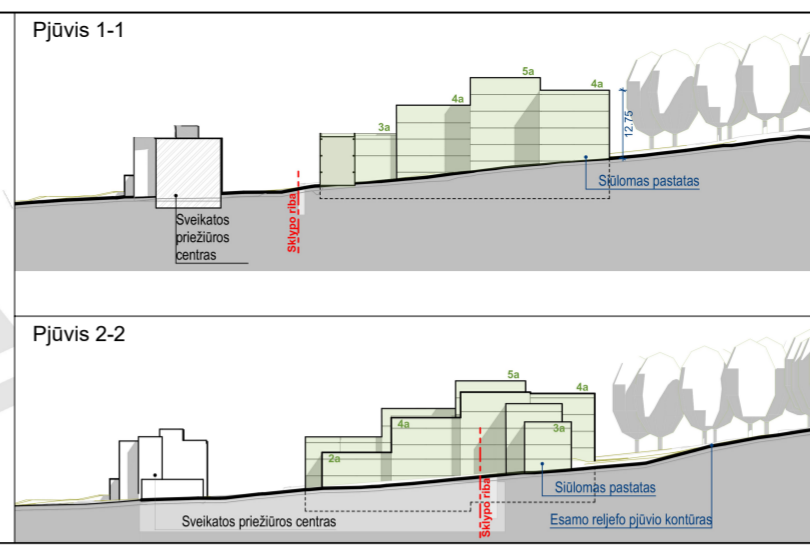 Pjūvis 1-1
5a
4a
4a
3a
12.75
Siūlomas pastatas
Sklypo riba
Sveikatos
priežiūros
centras
Pjūvis 2-2
5a
4a
4a
3a
2a
Siūlomas pastatas
Sklypo riba
Sveikatos priežiūros centras
Esamo reljefo pjūvio kontūras